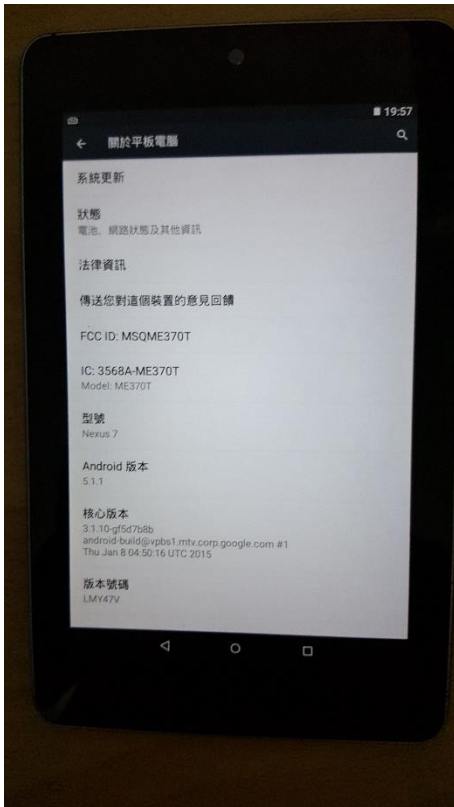 19:57
關於平板電腦
系統更新
狀態
電池、網路狀態及其他資訊
法律資訊
傳送您對這個裝置的意見回饋
FCC ID: MSQME370T
IC: 3568A-ME370T
Model: ME370T
型號
Nexus 7
Android 版本
5.1.1
核心版本
3.1.10-gf5d7b8b
android-build@vpbs1.mtv.corp.google.com #1
Thu Jan 8 04:50:16 UTC 2015
版本號碼
LMY47V